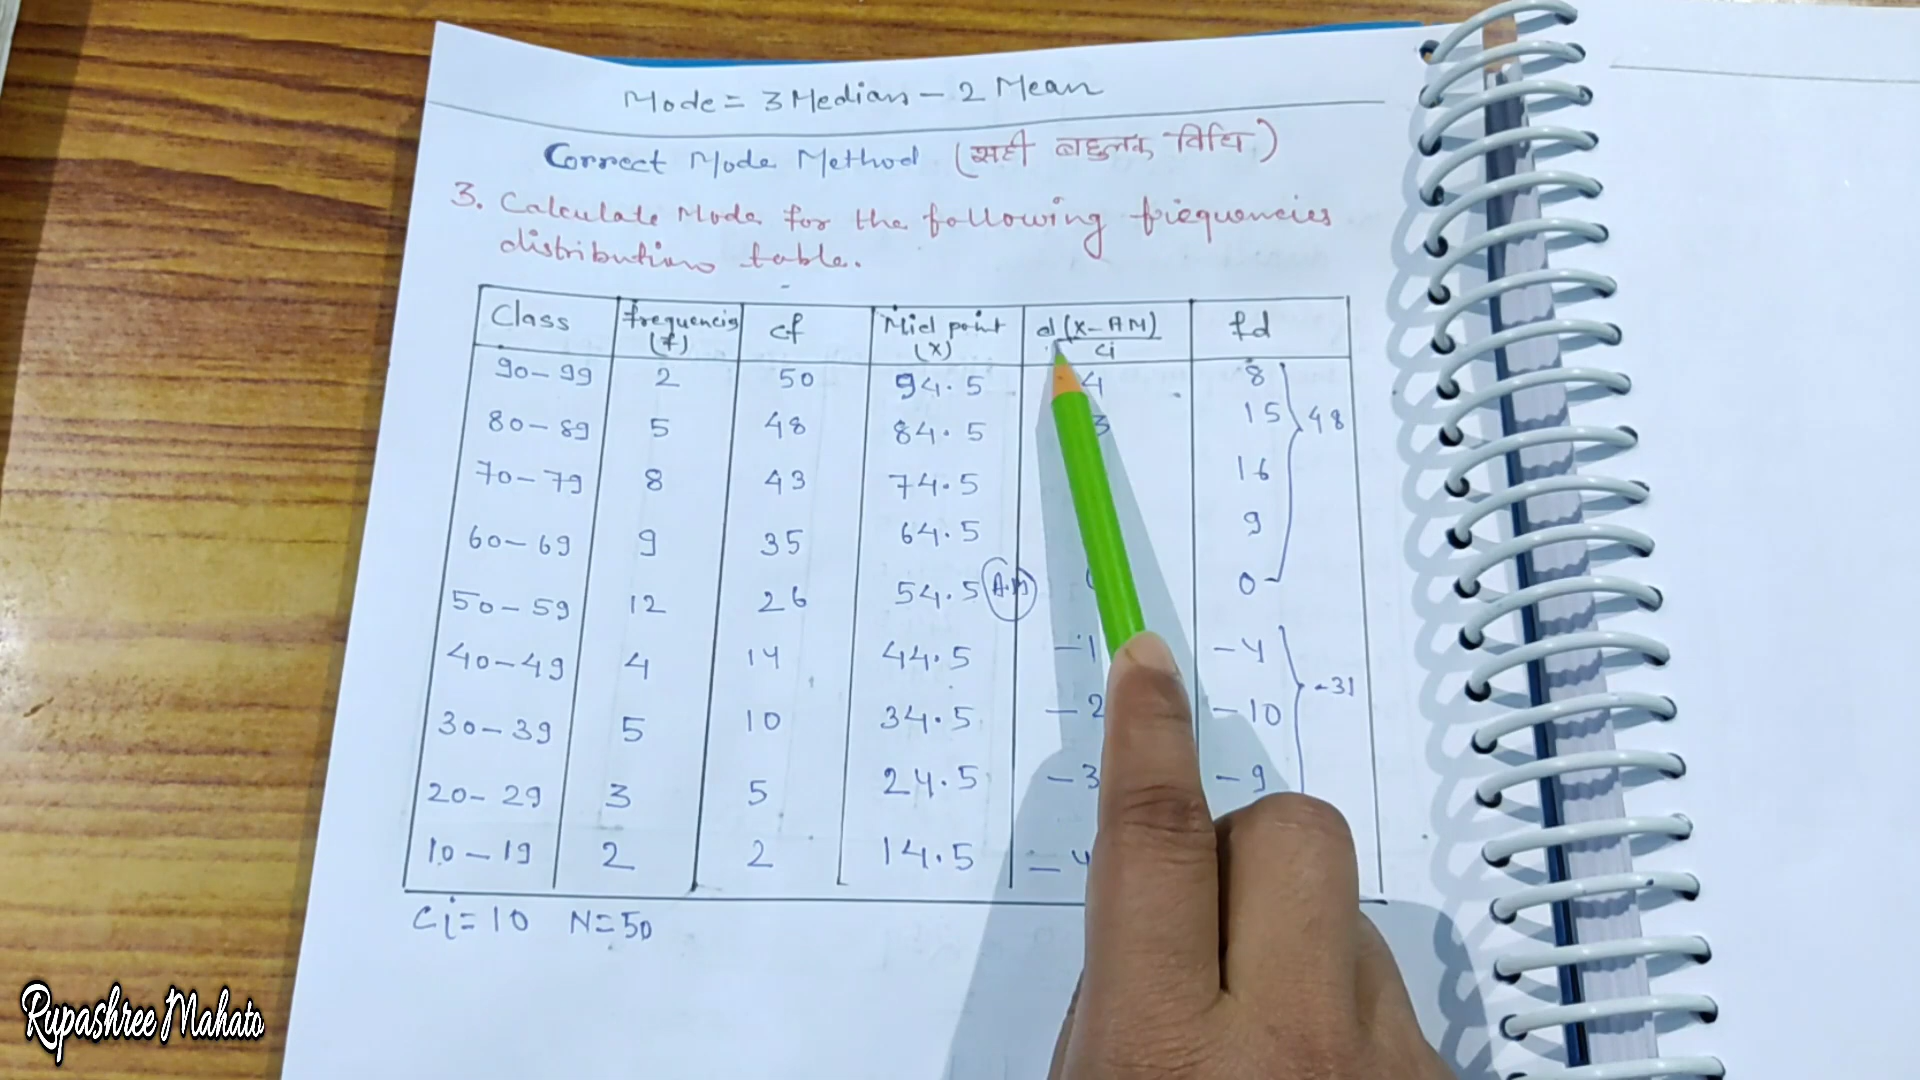 Mode = 3 Median - 2 Mean
Correct Mode Method (सही बाहुलक विधि)
3. Calculate Mode for the following frequencies
distribution table.
Class frequencies (f) cf Mid point (x) d (x-AM)/ci fd
90-99 2 50 94.5 4 8
80-89 5 48 84.5 3 15 48
70-79 8 43 74.5 16
60-69 9 35 64.5 9
50-59 12 26 54.5 A.M 0
40-49 4 14 44.5 -1 -4
30-39 5 10 34.5 -2 -10 -31
20-29 3 5 24.5 -3 -9
10-19 2 2 14.5 -4
Ci=10 N=50
Rupashree Mahato